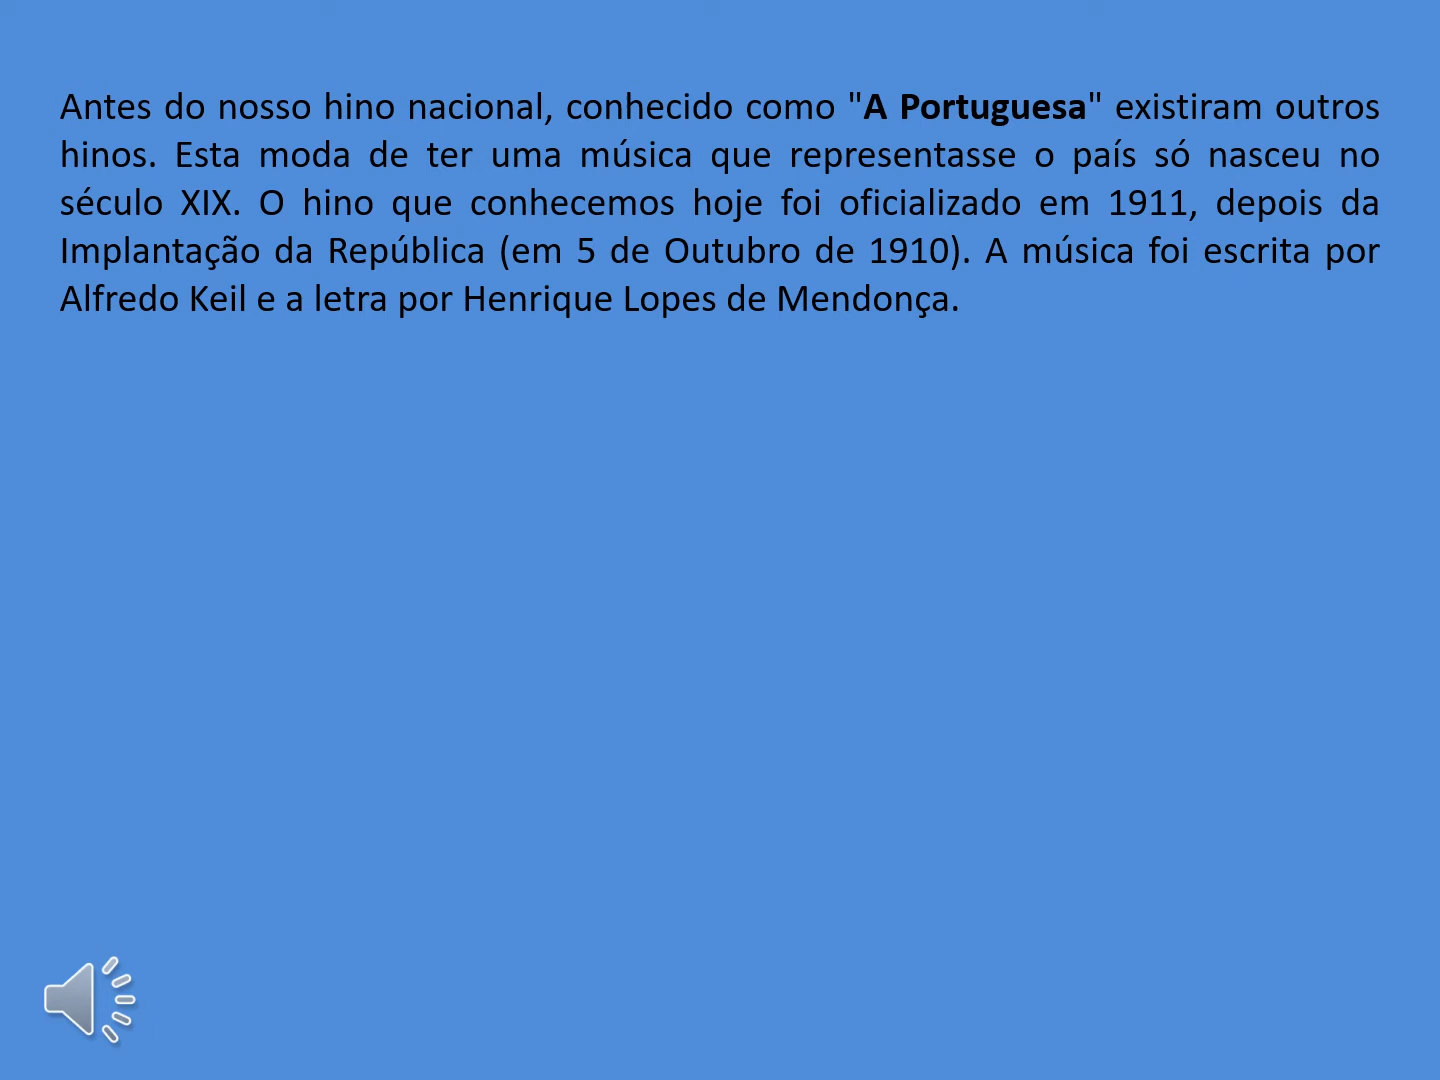 Antes do nosso hino nacional, conhecido como "A Portuguesa" existiram outros
hinos. Esta moda de ter uma música que representasse o país só nasceu no
século XIX. O hino que conhecemos hoje foi oficializado em 1911, depois da
Implantação da República (em 5 de Outubro de 1910). A música foi escrita por
Alfredo Keil e a letra por Henrique Lopes de Mendonça.